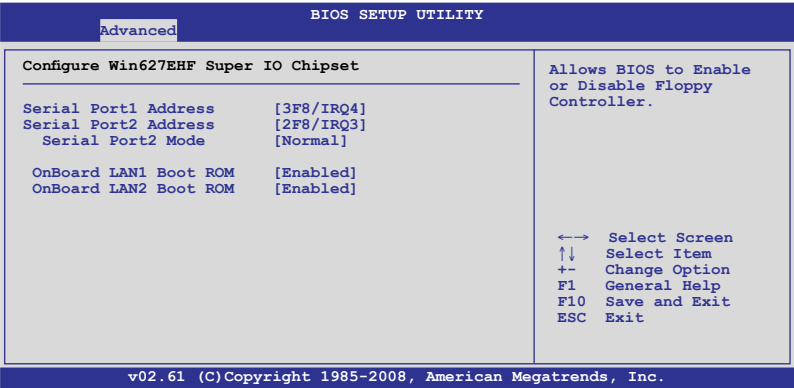 BIOS SETUP UTILITY
Advanced
Configure Win627EHF Super IO Chipset
Serial Port1 Address [3F8/IRQ4]
Serial Port2 Address [2F8/IRQ3]
Serial Port2 Mode [Normal]
OnBoard LAN1 Boot ROM [Enabled]
OnBoard LAN2 Boot ROM [Enabled]
Allows BIOS to Enable
or Disable Floppy
Controller.
←→ Select Screen
↑↓ Select Item
+- Change Option
F1 General Help
F10 Save and Exit
ESC Exit
v02.61 (C)Copyright 1985-2008, American Megatrends, Inc.